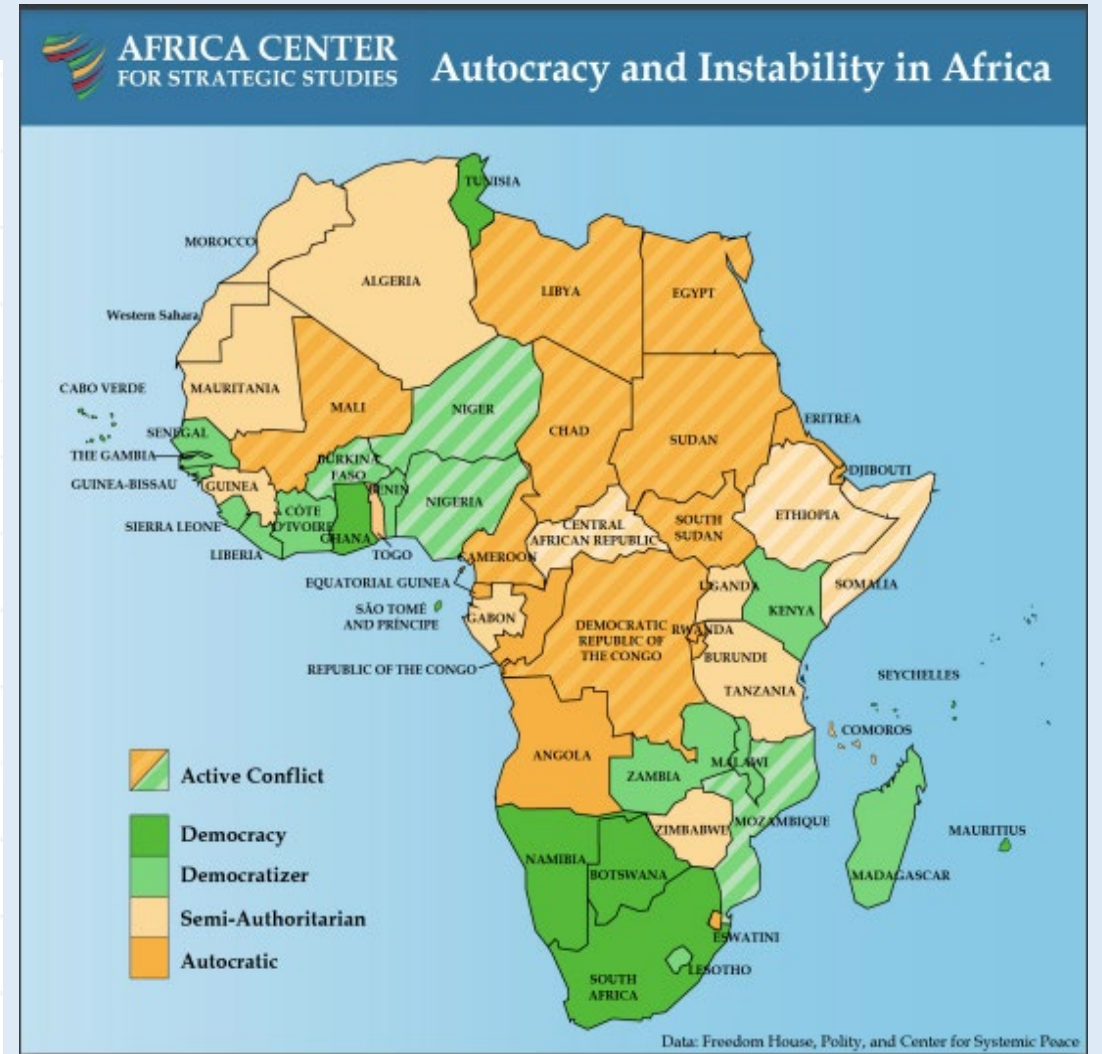 AFRICA CENTER
FOR STRATEGIC STUDIES
Autocracy and Instability in Africa
TUNISIA
MOROCCO
ALGERIA
LIBYA
EGYPT
Western Sahara
CABO VERDE
MAURITANIA
MALI
NIGER
CHAD
SUDAN
ERITREA
SENEGAL
THE GAMBIA
BURKINA
FASO
DJIBOUTI
GUINEA-BISSAU
GUINEA
BENIN
NIGERIA
SIERRA LEONE
CÔTE
D'IVOIRE
GHANA
CENTRAL
AFRICAN REPUBLIC
SOUTH
SUDAN
ETHIOPIA
LIBERIA
TOGO
CAMEROON
EQUATORIAL GUINEA
UGANDA
SOMALIA
SÃO TOMÉ
AND PRÍNCIPE
GABON
KENYA
DEMOCRATIC
REPUBLIC OF
THE CONGO
RWANDA
REPUBLIC OF THE CONGO
BURUNDI
SEYCHELLES
TANZANIA
COMOROS
ANGOLA
MALAWI
ZAMBIA
Active Conflict
MOZAMBIQUE
ZIMBABWE
MAURITIUS
Democracy
NAMIBIA
BOTSWANA
MADAGASCAR
Democratizer
Semi-Authoritarian
ESWATINI
Autocratic
LESOTHO
SOUTH
AFRICA
Data: Freedom House, Polity, and Center for Systemic Peace